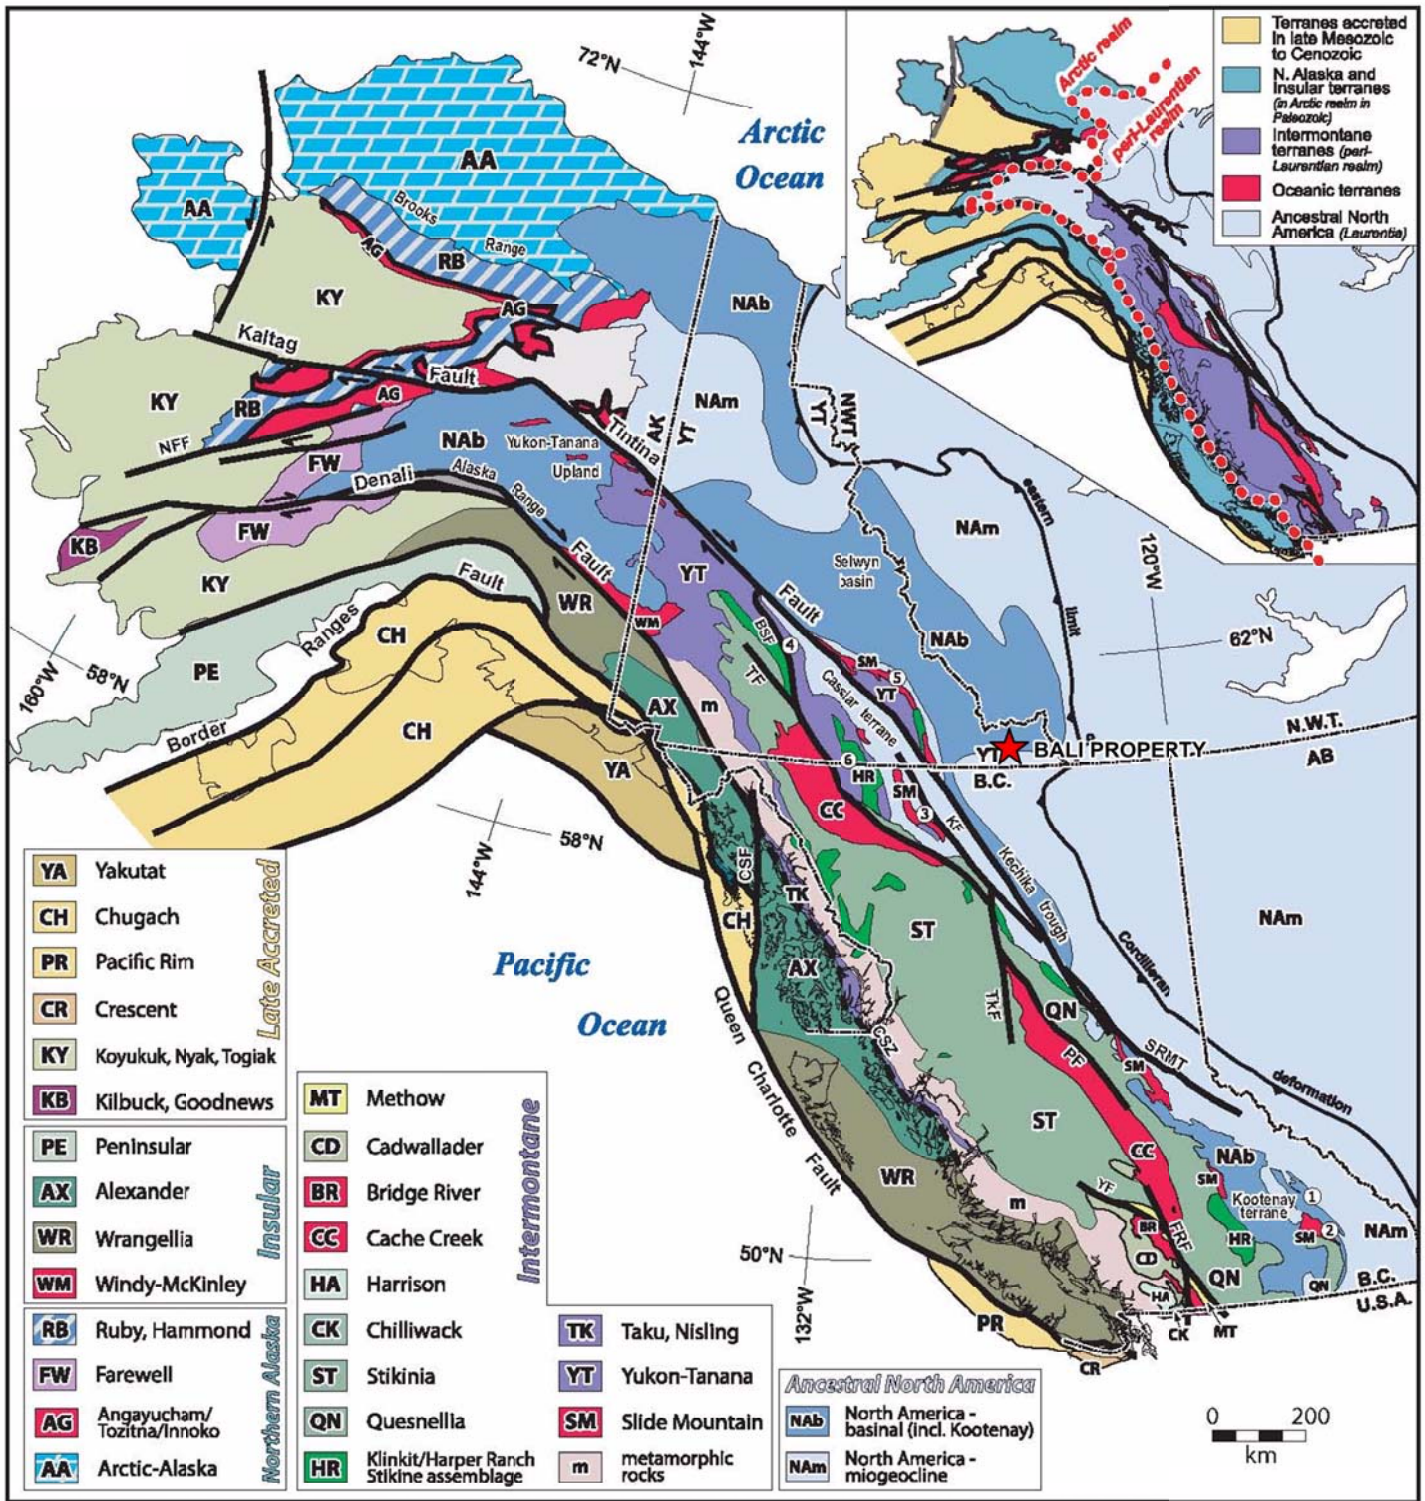 72°N
144°W
Arctic
Ocean
AA
AA
Brooks
Range
AG
RB
KY
AG
NAb
Kaltag
Fault
KY
RB
AG
NAm
AK
YT
NWT
YT
NFF
NAb
Yukon-Tanana
Upland
Tintina
FW
Denali
Alaska
Range
eastern
NAm
FW
KB
Fault
YT
Selwyn
basin
120°W
KY
Fault
WR
WM
Fault
limit
62°N
CH
Ranges
BSF
4
NAb
160°W
58°N
PE
TF
SM
5
YT
Cassiar terrane
AX
m
Border
CH
N.W.T.
AB
YA
YT
BALI PROPERTY
B.C.
6
HR
SM
3
CC
KF
58°N
144°W
CSF
Kechika trough
TK
CH
ST
NAm
Pacific
Ocean
AX
Cordilleran
Queen
Charlotte
Fault
CSZ
TkF
QN
PF
SRMT
SM
deformation
ST
CC
NAb
WR
m
YF
SM
Kootenay
terrane
1
BR
FRF
HR
SM
2
NAm
CD
50°N
HA
QN
QN
B.C.
U.S.A.
132°W
PR
CK
MT
CR
0 200
km
Arctic realm
peri-Laurentian
realm
Terranes accreted
in late Mesozoic
to Cenozoic
N. Alaska and
Insular terranes
(in Arctic realm in
Paleozoic)
Intermontane
terranes (peri-
Laurentian realm)
Oceanic terranes
Ancestral North
America (Laurentia)
YA Yakutat
CH Chugach
PR Pacific Rim
CR Crescent
KY Koyukuk, Nyak, Togiak
KB Kilbuck, Goodnews
Late Accreted
PE Peninsular
AX Alexander
WR Wrangellia
WM Windy-McKinley
Insular
RB Ruby, Hammond
FW Farewell
AG Angayucham/
Tozitna/Innoko
AA Arctic-Alaska
Northern Alaska
MT Methow
CD Cadwallader
BR Bridge River
CC Cache Creek
HA Harrison
CK Chilliwack
ST Stikinia
QN Quesnellia
HR Klinkit/Harper Ranch
Stikine assemblage
Intermontane
TK Taku, Nisling
YT Yukon-Tanana
SM Slide Mountain
m metamorphic
rocks
Ancestral North America
NAb North America -
basinal (incl. Kootenay)
NAm North America -
miogeocline